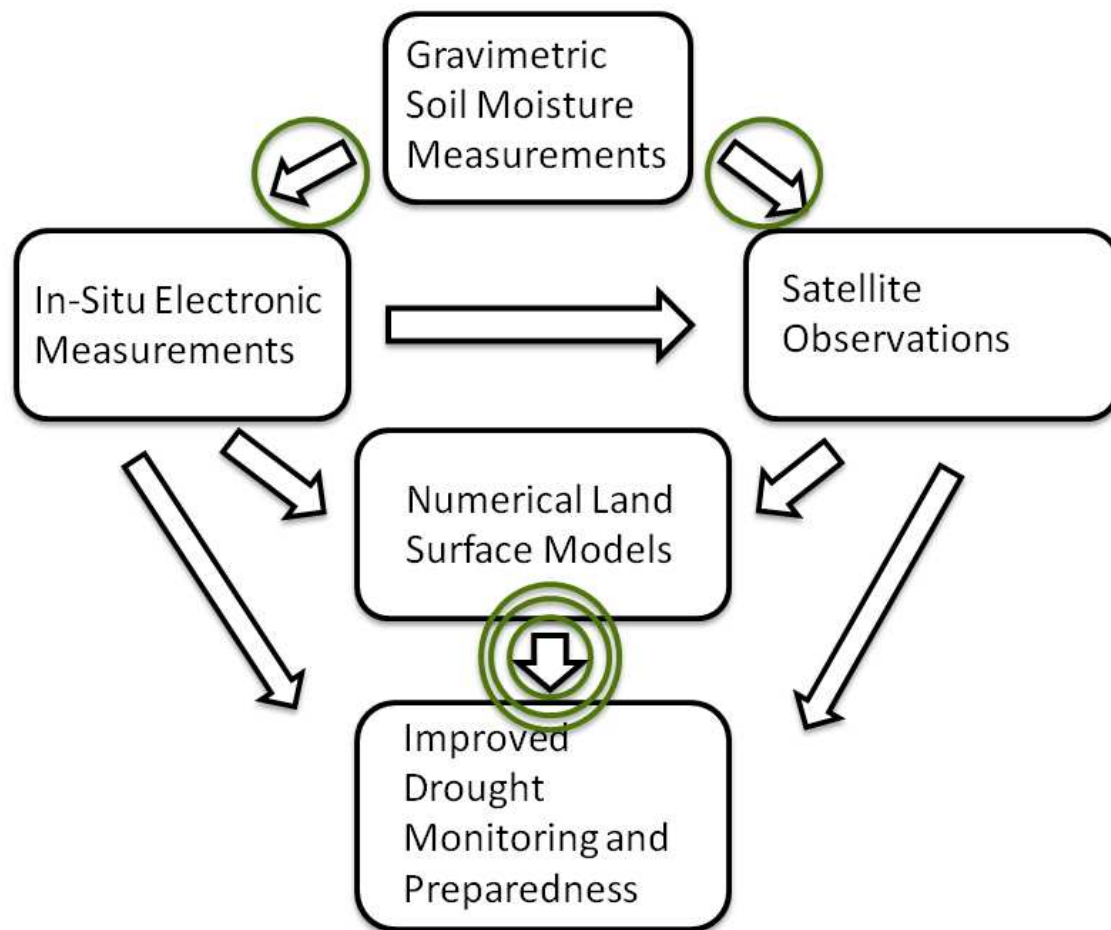 Gravimetric
Soil Moisture
Measurements
In-Situ Electronic
Measurements
Satellite
Observations
Numerical Land
Surface Models
Improved
Drought
Monitoring and
Preparedness